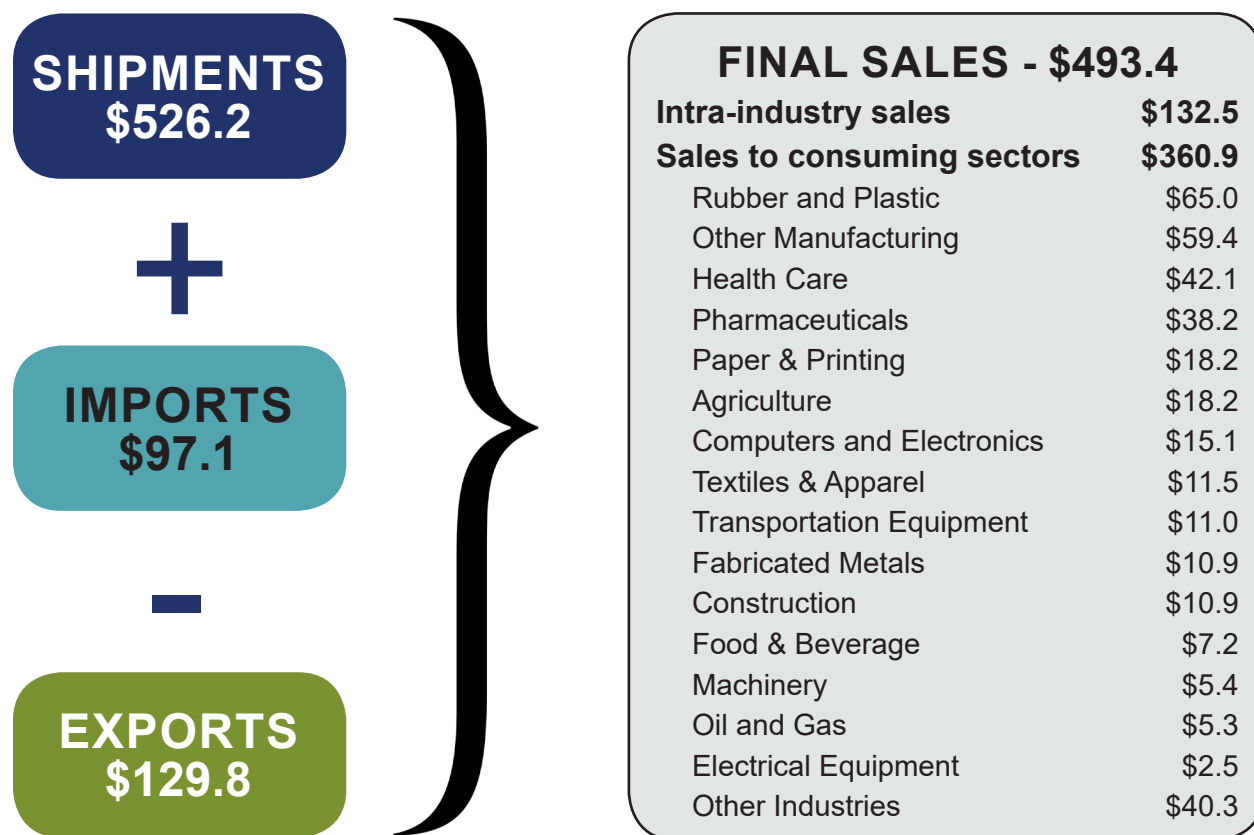 SHIPMENTS
$526.2
+
IMPORTS
$97.1
-
EXPORTS
$129.8
FINAL SALES - $493.4
Intra-industry sales $132.5
Sales to consuming sectors $360.9
Rubber and Plastic $65.0
Other Manufacturing $59.4
Health Care $42.1
Pharmaceuticals $38.2
Paper & Printing $18.2
Agriculture $18.2
Computers and Electronics $15.1
Textiles & Apparel $11.5
Transportation Equipment $11.0
Fabricated Metals $10.9
Construction $10.9
Food & Beverage $7.2
Machinery $5.4
Oil and Gas $5.3
Electrical Equipment $2.5
Other Industries $40.3